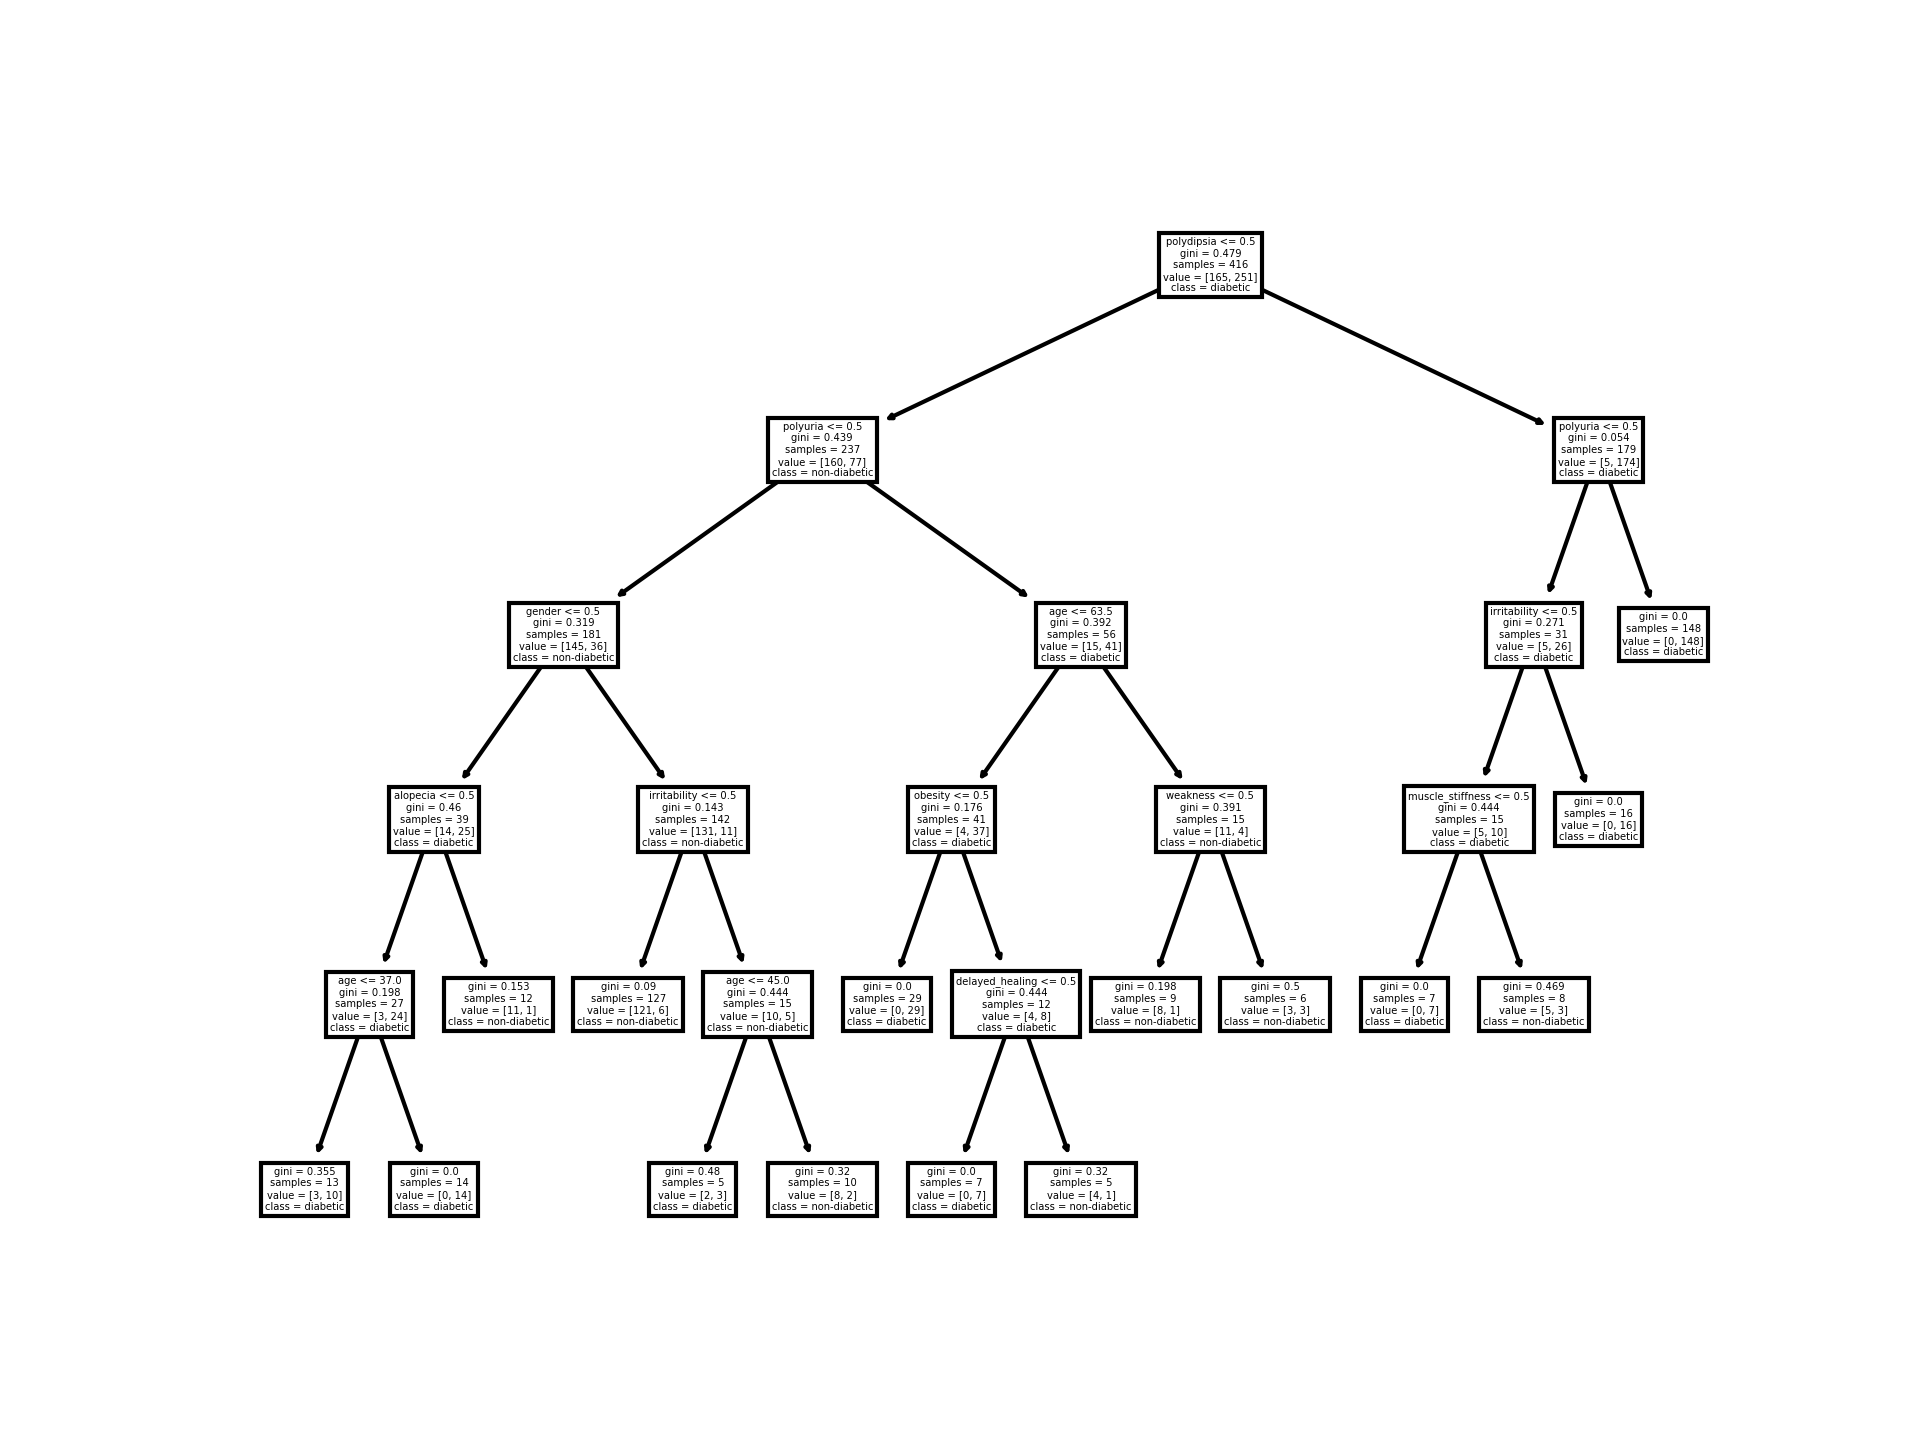 polydipsia <= 0.5
gini = 0.479
samples = 416
value = [165, 251]
class = diabetic
polyuria <= 0.5
gini = 0.439
samples = 237
value = [160, 77]
class = non-diabetic
polyuria <= 0.5
gini = 0.054
samples = 179
value = [5, 174]
class = diabetic
gender <= 0.5
gini = 0.319
samples = 181
value = [145, 36]
class = non-diabetic
age <= 63.5
gini = 0.392
samples = 56
value = [15, 41]
class = diabetic
irritability <= 0.5
gini = 0.271
samples = 31
value = [5, 26]
class = diabetic
gini = 0.0
samples = 148
value = [0, 148]
class = diabetic
alopecia <= 0.5
gini = 0.46
samples = 39
value = [14, 25]
class = diabetic
irritability <= 0.5
gini = 0.143
samples = 142
value = [131, 11]
class = non-diabetic
obesity <= 0.5
gini = 0.176
samples = 41
value = [4, 37]
class = diabetic
weakness <= 0.5
gini = 0.391
samples = 15
value = [11, 4]
class = non-diabetic
muscle_stiffness <= 0.5
gini = 0.444
samples = 15
value = [5, 10]
class = diabetic
gini = 0.0
samples = 16
value = [0, 16]
class = diabetic
age <= 37.0
gini = 0.198
samples = 27
value = [3, 24]
class = diabetic
gini = 0.153
samples = 12
value = [11, 1]
class = non-diabetic
gini = 0.09
samples = 127
value = [121, 6]
class = non-diabetic
age <= 45.0
gini = 0.444
samples = 15
value = [10, 5]
class = non-diabetic
gini = 0.0
samples = 29
value = [0, 29]
class = diabetic
delayed_healing <= 0.5
gini = 0.444
samples = 12
value = [4, 8]
class = diabetic
gini = 0.198
samples = 9
value = [8, 1]
class = non-diabetic
gini = 0.5
samples = 6
value = [3, 3]
class = non-diabetic
gini = 0.0
samples = 7
value = [0, 7]
class = diabetic
gini = 0.469
samples = 8
value = [5, 3]
class = non-diabetic
gini = 0.355
samples = 13
value = [3, 10]
class = diabetic
gini = 0.0
samples = 14
value = [0, 14]
class = diabetic
gini = 0.48
samples = 5
value = [2, 3]
class = diabetic
gini = 0.32
samples = 10
value = [8, 2]
class = non-diabetic
gini = 0.0
samples = 7
value = [0, 7]
class = diabetic
gini = 0.32
samples = 5
value = [4, 1]
class = non-diabetic